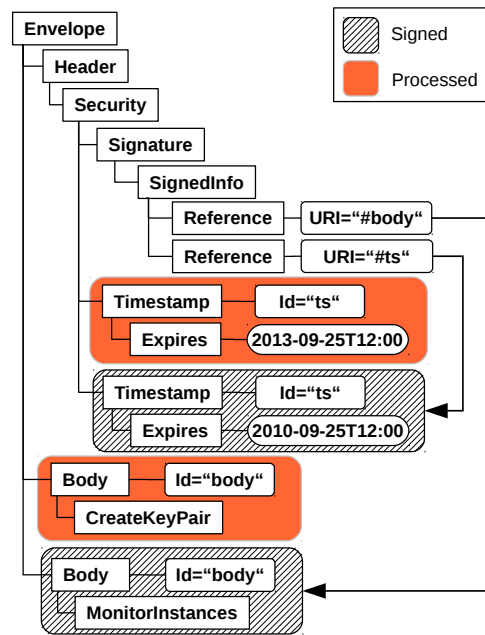 Envelope
Signed
Header
Processed
Security
Signature
SignedInfo
Reference URI=“#body“
Reference URI=“#ts“
Timestamp Id=“ts“
Expires 2013-09-25T12:00
Timestamp Id=“ts“
Expires 2010-09-25T12:00
Body Id=“body“
CreateKeyPair
Body Id=“body“
MonitorInstances